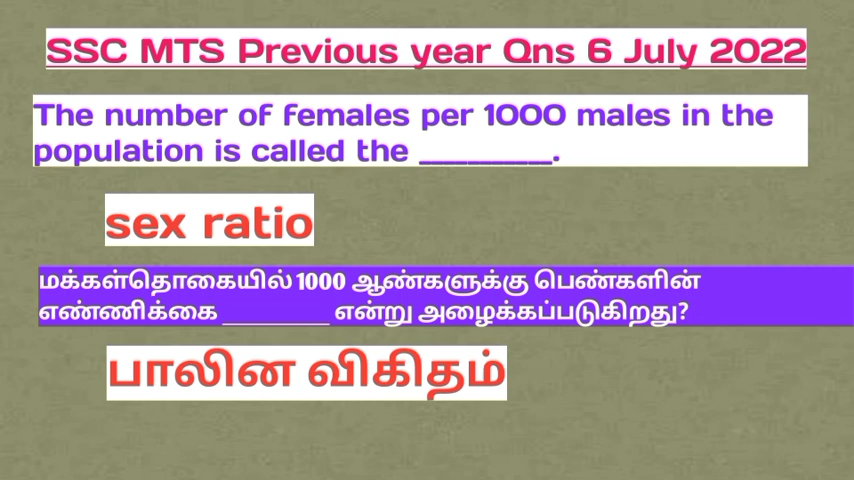 SSC MTS Previous year Qns 6 July 2022
The number of females per 1000 males in the
population is called the ________.
sex ratio
மக்கள்தொகையில் 1000 ஆண்களுக்கு பெண்களின்
எண்ணிக்கை ________ என்று அழைக்கப்படுகிறது?
பாலின விகிதம்